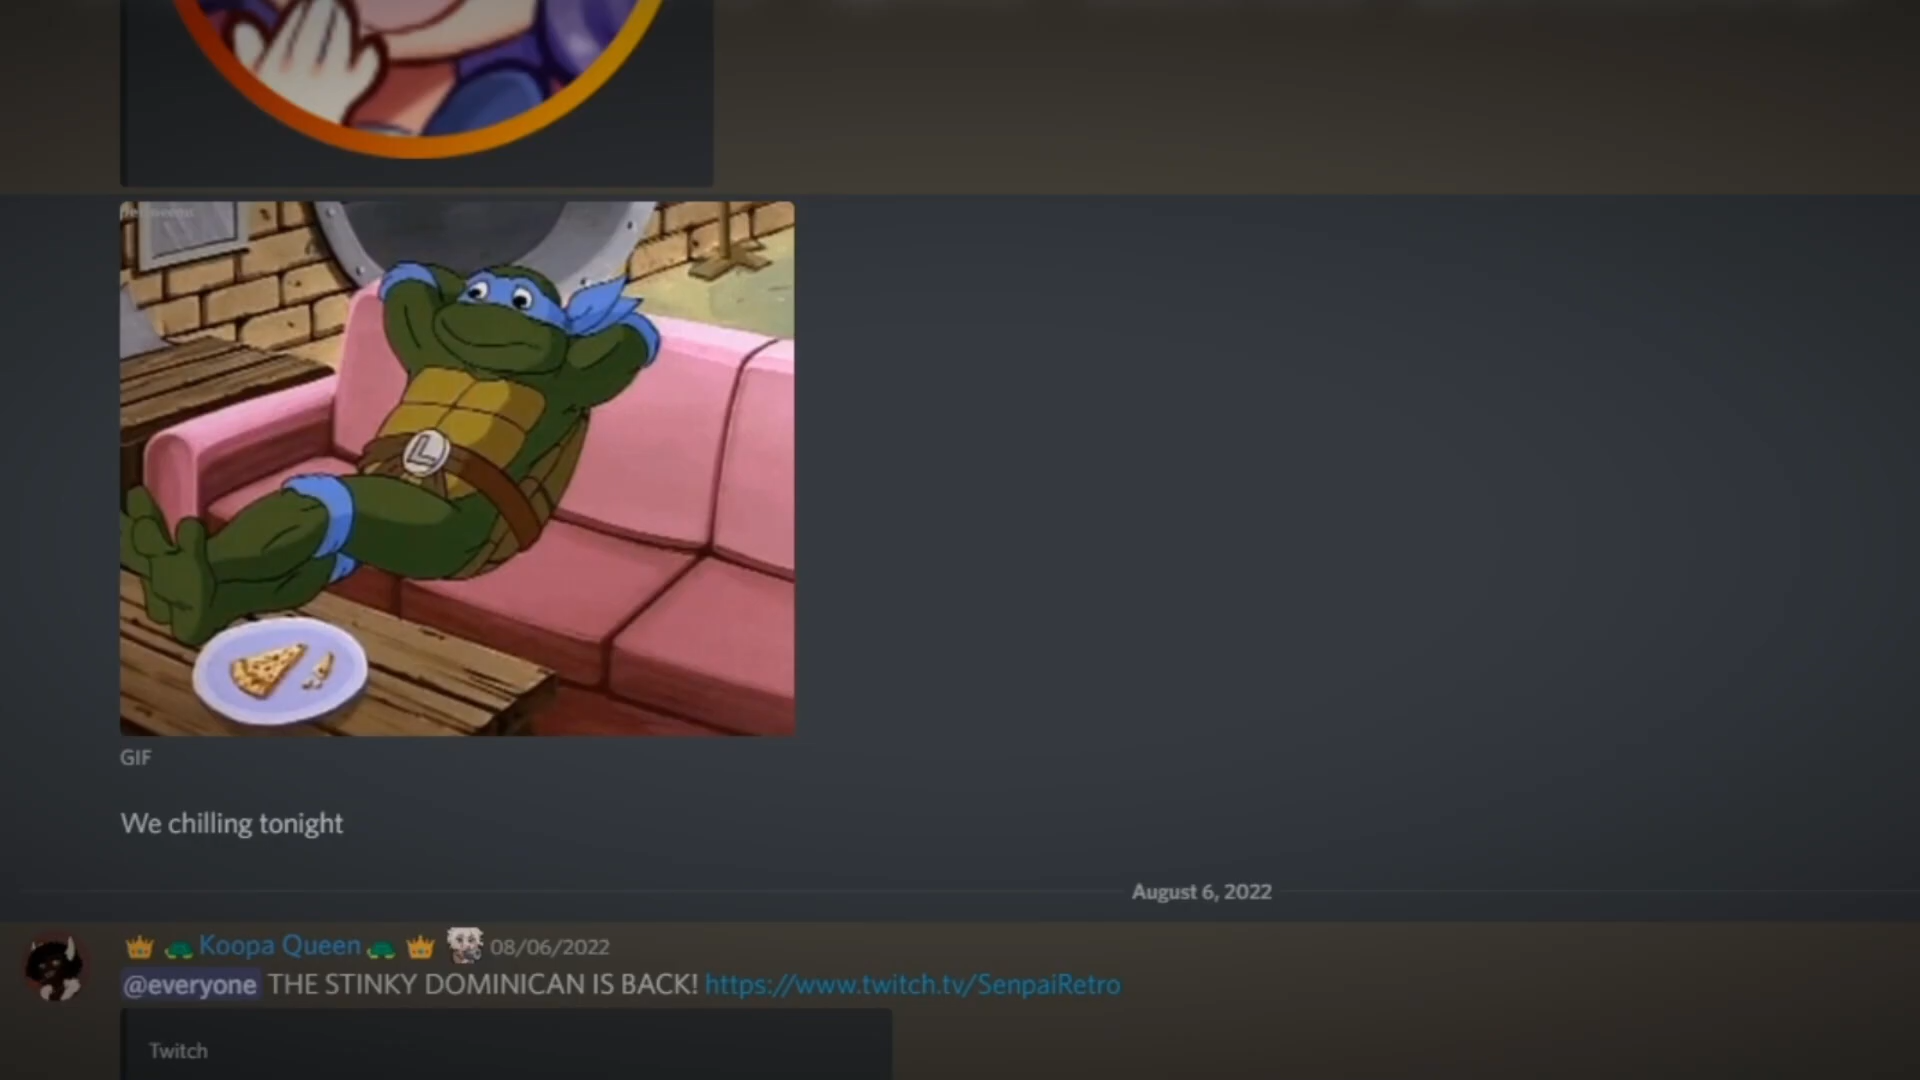 L
GIF
We chilling tonight
August 6, 2022
Koopa Queen 08/06/2022
@everyone THE STINKY DOMINICAN IS BACK! https://www.twitch.tv/SenpaiRetro
Twitch